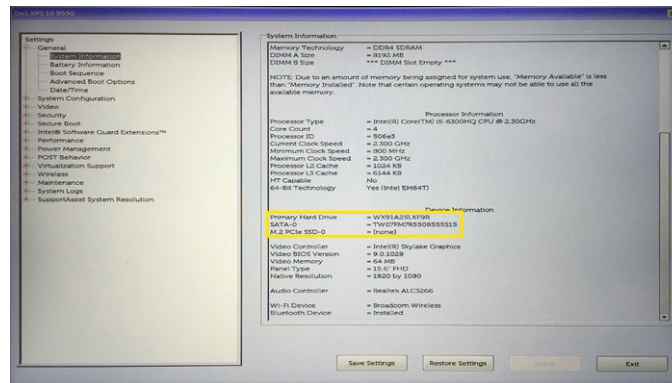 Dell XPS 15 9550
Settings
General
System Information
Battery Information
Boot Sequence
Advanced Boot Options
Date/Time
System Configuration
Video
Security
Secure Boot
Intel® Software Guard Extensions™
Performance
Power Management
POST Behavior
Virtualization Support
Wireless
Maintenance
System Logs
SupportAssist System Resolution
System Information
Memory Technology = DDR4 SDRAM
DIMM A Size = 8192 MB
DIMM B Size *** DIMM Slot Empty ***
NOTE: Due to an amount of memory being assigned for system use, "Memory Available" is less
than "Memory Installed". Note that certain operating systems may not be able to use all the
available memory.
Processor Information
Processor Type = Intel(R) Core(TM) i5-6300HQ CPU @ 2.30GHz
Core Count = 4
Processor ID = 506e3
Current Clock Speed = 2.300 GHz
Minimum Clock Speed = 800 MHz
Maximum Clock Speed = 2.300 GHz
Processor L2 Cache = 1024 KB
Processor L3 Cache = 6144 KB
HT Capable No
64-Bit Technology Yes (Intel EM64T)
Device Information
Primary Hard Drive = WX91A25LKF9R
SATA-0 = TW07FM7R5508555515
M.2 PCIe SSD-0 = (none)
Video Controller = Intel(R) Skylake Graphics
Video BIOS Version = 9.0.1029
Video Memory = 64 MB
Panel Type = 15.6" FHD
Native Resolution = 1920 by 1080
Audio Controller = Realtek ALC3266
Wi-Fi Device = Broadcom Wireless
Bluetooth Device = Installed
Save Settings Restore Settings Apply Exit